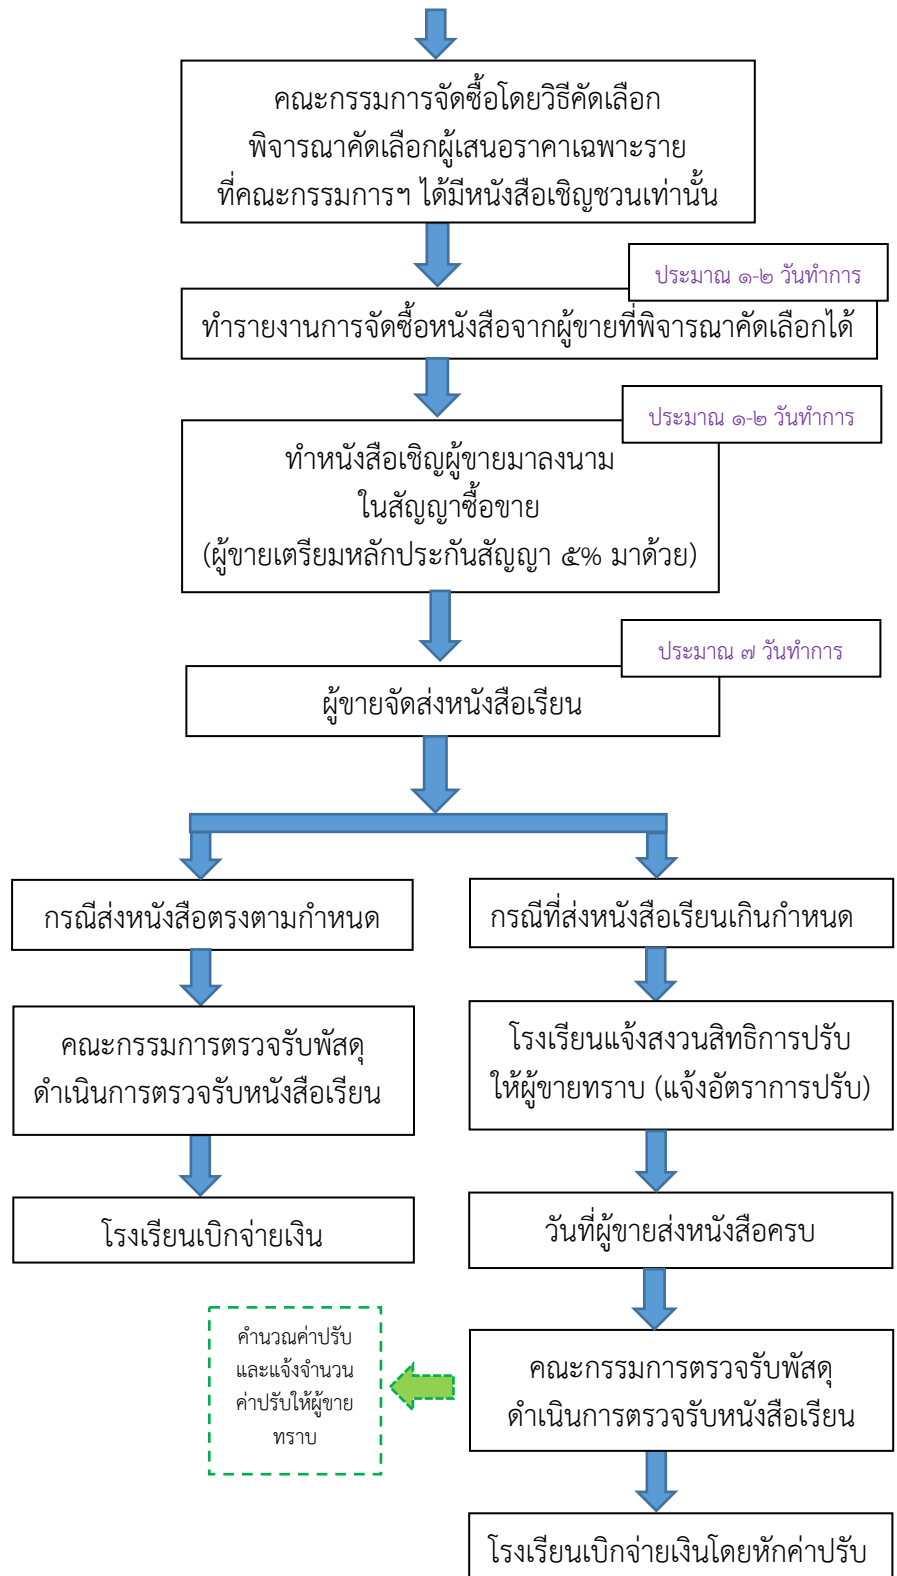 คณะกรรมการจัดซื้อโดยวิธีคัดเลือก
พิจารณาคัดเลือกผู้เสนอราคาเฉพาะราย
ที่คณะกรรมการฯ ได้มีหนังสือเชิญชวนเท่านั้น
ประมาณ ๑-๒ วันทำการ
ทำรายงานการจัดซื้อหนังสือจากผู้ขายที่พิจารณาคัดเลือกได้
ประมาณ ๑-๒ วันทำการ
ทำหนังสือเชิญผู้ขายมาลงนาม
ในสัญญาซื้อขาย
(ผู้ขายเตรียมหลักประกันสัญญา ๕% มาด้วย)
ประมาณ ๗ วันทำการ
ผู้ขายจัดส่งหนังสือเรียน
กรณีส่งหนังสือตรงตามกำหนด
คณะกรรมการตรวจรับพัสดุ
ดำเนินการตรวจรับหนังสือเรียน
โรงเรียนเบิกจ่ายเงิน
กรณีที่ส่งหนังสือเรียนเกินกำหนด
โรงเรียนแจ้งสงวนสิทธิการปรับ
ให้ผู้ขายทราบ (แจ้งอัตราการปรับ)
วันที่ผู้ขายส่งหนังสือครบ
คณะกรรมการตรวจรับพัสดุ
ดำเนินการตรวจรับหนังสือเรียน
คำนวณค่าปรับ
และแจ้งจำนวน
ค่าปรับให้ผู้ขาย
ทราบ
โรงเรียนเบิกจ่ายเงินโดยหักค่าปรับ